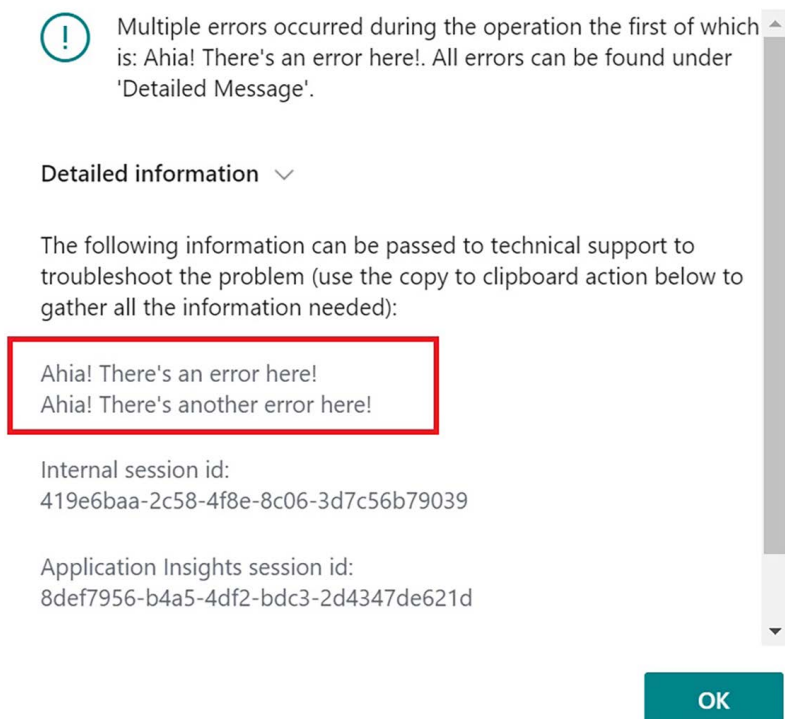 Multiple errors occurred during the operation the first of which
is: Ahia! There's an error here!. All errors can be found under
'Detailed Message'.
Detailed information
The following information can be passed to technical support to
troubleshoot the problem (use the copy to clipboard action below to
gather all the information needed):
Ahia! There's an error here!
Ahia! There's another error here!
Internal session id:
419e6baa-2c58-4f8e-8c06-3d7c56b79039
Application Insights session id:
8def7956-b4a5-4df2-bdc3-2d4347de621d
OK